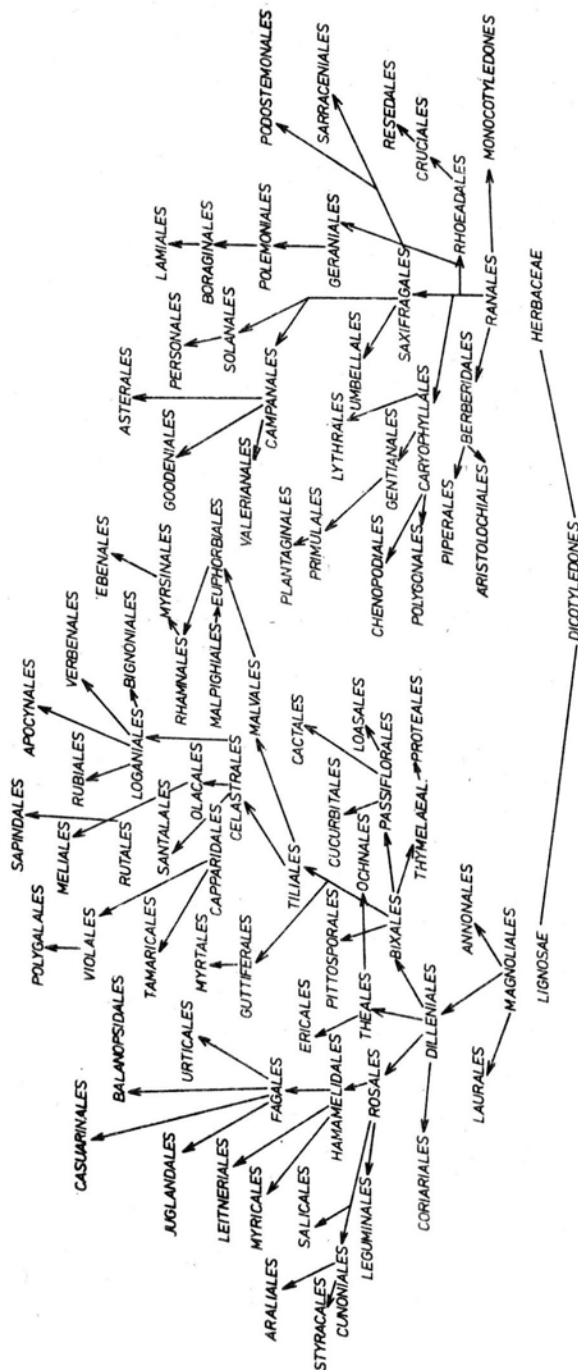 CASUARINALES
BALANOPSIDALES
POLYGALALES
SAPINDALES
APOCYNALES
VERBENALES
EBENALES
ASTERALES
LAMIALES
PODOSTEMONALES
JUGLANDALES
URTICALES
VIOLALES
MELIALES
RUBIALES
BIGNONIALES
GOODENIALES
PERSONALES
BORAGINALES
SARRACENIALES
LEITNERIALES
FAGALES
TAMARICALES
RUTALES
LOGANIALES
MYRSINALES
SOLANALES
POLEMONIALES
RESEDALES
MYRICALES
HAMAMELIDALES
MYRTALES
CAPPARIDALES
SANTALALES
OLACALES
RHAMNALES
VALERIANALES
CAMPANALES
GERANIALES
CRUCIALES
ARALIALES
SALICALES
ERICALES
GUTTIFERALES
CELASTRALES
MALPIGHIALES
EUPHORBIALES
LYTHRALES
UMBELLALES
SAXIFRAGALES
RHOEADALES
MONOCOTYLEDONES
STYRACALES
CUNONIALES
LEGUMINALES
ROSALES
THEALES
PITTOSPORALES
TILIALES
MALVALES
PLANTAGINALES
PRIMULALES
GENTIANALES
CARYOPHYLLALES
BIXALES
OCHNALES
CUCURBITALES
PASSIFLORALES
CACTALES
LOASALES
CHENOPODIALES
POLYGONALES
BERBERIDALES
RANALES
CORIARIALES
DILLENIALES
THYMELAEAL.
PROTEALES
PIPERALES
ARISTOLOCHIALES
LAURALES
MAGNOLIALES
ANNONALES
LIGNOSAE
HERBACEAE
DICOTYLEDONES